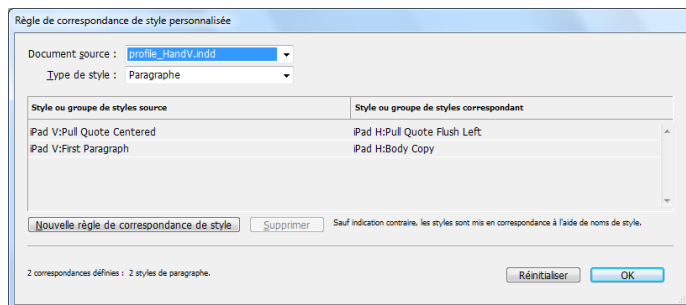 Règle de correspondance de style personnalisée
Document source : profile_HandV.indd
Type de style : Paragraphe
Style ou groupe de styles source Style ou groupe de styles correspondant
iPad V:Pull Quote Centered iPad H:Pull Quote Flush Left
iPad V:First Paragraph iPad H:Body Copy
Nouvelle règle de correspondance de style Supprimer Sauf indication contraire, les styles sont mis en correspondance à l'aide de noms de style.
2 correspondances définies : 2 styles de paragraphe.
Réinitialiser OK